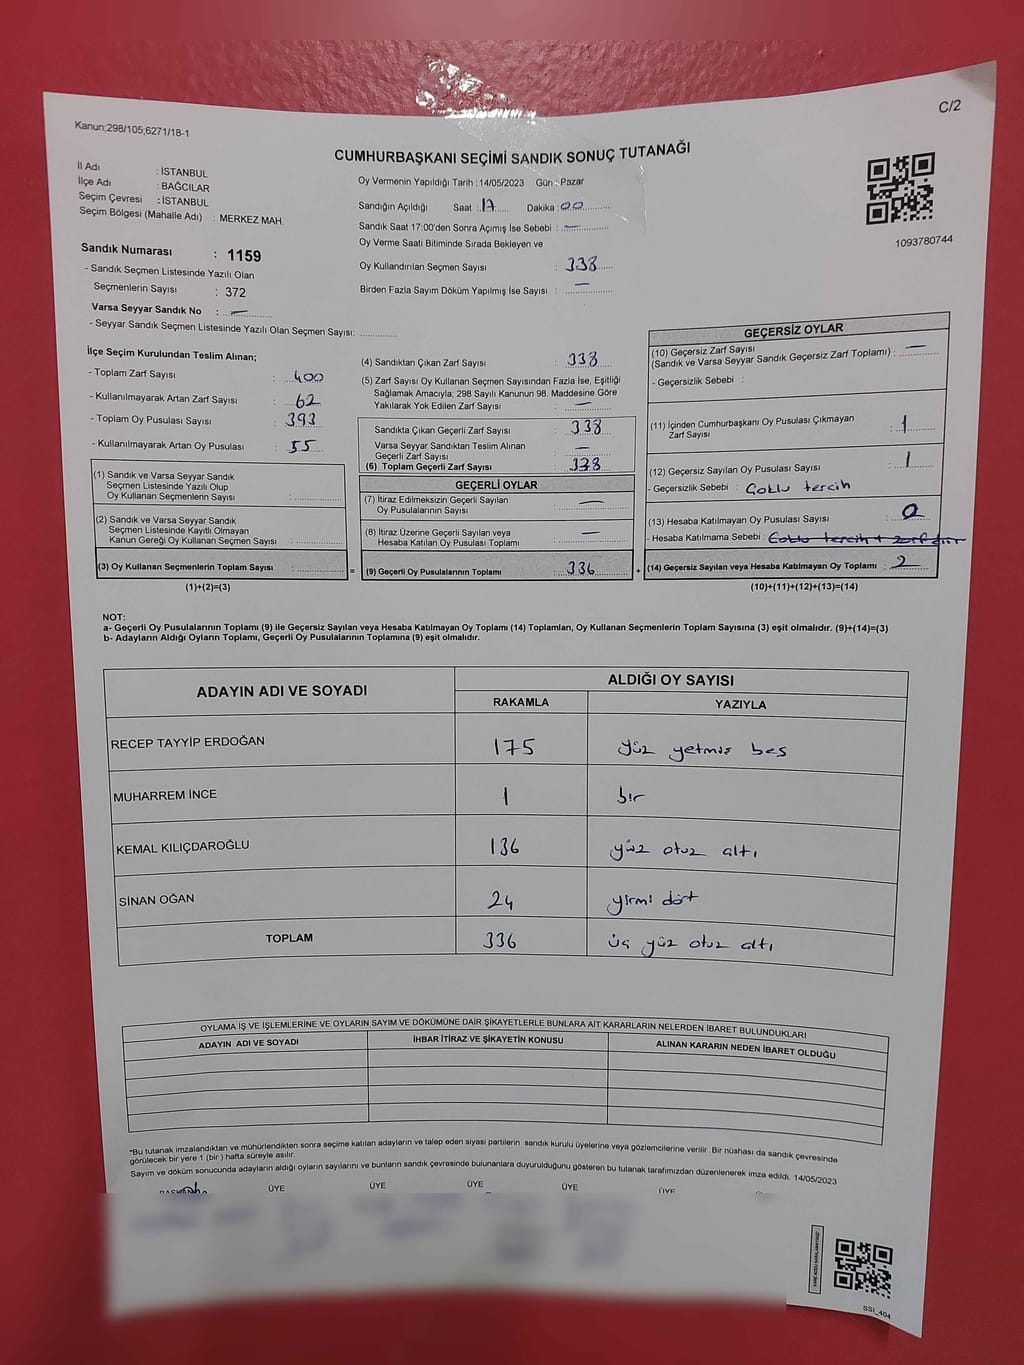 C/2
Kanun;298/105;6271/18-1
CUMHURBAŞKANI SEÇİMİ SANDIK SONUÇ TUTANAĞI
İl Adı : İSTANBUL
İlçe Adı : BAĞCILAR
Seçim Çevresi : İSTANBUL
Seçim Bölgesi (Mahalle Adı) : MERKEZ MAH.
Sandık Numarası : 1159
- Sandık Seçmen Listesinde Yazılı Olan
Seçmenlerin Sayısı : 372
Varsa Seyyar Sandık No : —
- Seyyar Sandık Seçmen Listesinde Yazılı Olan Seçmen Sayısı: ............
Oy Vermenin Yapıldığı Tarih : 14/05/2023 Gün : Pazar
Sandığın Açıldığı Saat : 17 Dakika : 00
Sandık Saat 17:00'den Sonra Açımış İse Sebebi : —
Oy Verme Saati Bitiminde Sırada Bekleyen ve
Oy Kullandırılan Seçmen Sayısı : 338
Birden Fazla Sayım Döküm Yapılmış İse Sayısı : —
1093780744
İlçe Seçim Kurulundan Teslim Alınan;
- Toplam Zarf Sayısı : 400
- Kullanılmayarak Artan Zarf Sayısı : 62
- Toplam Oy Pusulası Sayısı : 393
- Kullanılmayarak Artan Oy Pusulası : 55
(1) Sandık ve Varsa Seyyar Sandık
Seçmen Listesinde Yazılı Olup
Oy Kullanan Seçmenlerin Sayısı : ............
(2) Sandık ve Varsa Seyyar Sandık
Seçmen Listesinde Kayıtlı Olmayan
Kanun Gereği Oy Kullanan Seçmen Sayısı : ............
(3) Oy Kullanan Seçmenlerin Toplam Sayısı : ............
(1)+(2)=(3)
(4) Sandıktan Çıkan Zarf Sayısı : 338
(5) Zarf Sayısı Oy Kullanan Seçmen Sayısından Fazla İse, Eşitliği
Sağlamak Amacıyla; 298 Sayılı Kanunun 98. Maddesine Göre
Yakılarak Yok Edilen Zarf Sayısı : —
Sandıkta Çıkan Geçerli Zarf Sayısı : 338
Varsa Seyyar Sandıktan Teslim Alınan
Geçerli Zarf Sayısı : —
(6) Toplam Geçerli Zarf Sayısı : 338
GEÇERLİ OYLAR
(7) İtiraz Edilmeksizin Geçerli Sayılan
Oy Pusulalarının Sayısı : —
(8) İtiraz Üzerine Geçerli Sayılan veya
Hesaba Katılan Oy Pusulası Toplamı : —
= (9) Geçerli Oy Pusulalarının Toplamı : 336 +
GEÇERSİZ OYLAR
(10) Geçersiz Zarf Sayısı
(Sandık ve Varsa Seyyar Sandık Geçersiz Zarf Toplamı) : —
- Geçersizlik Sebebi :
(11) İçinden Cumhurbaşkanı Oy Pusulası Çıkmayan
Zarf Sayısı : 1
(12) Geçersiz Sayılan Oy Pusulası Sayısı : 1
- Geçersizlik Sebebi : Çoklu tercih
(13) Hesaba Katılmayan Oy Pusulası Sayısı : 0
- Hesaba Katılmama Sebebi : Çoklu tercih +
(14) Geçersiz Sayılan veya Hesaba Katılmayan Oy Toplamı : 2
(10)+(11)+(12)+(13)=(14)
NOT:
a- Geçerli Oy Pusulalarının Toplamı (9) ile Geçersiz Sayılan veya Hesaba Katılmayan Oy Toplamı (14) Toplamları, Oy Kullanan Seçmenlerin Toplam Sayısına (3) eşit olmalıdır. (9)+(14)=(3)
b- Adayların Aldığı Oyların Toplamı, Geçerli Oy Pusulalarının Toplamına (9) eşit olmalıdır.
ADAYIN ADI VE SOYADI ALDIĞI OY SAYISI
RAKAMLA YAZIYLA
RECEP TAYYİP ERDOĞAN 175 yüz yetmiş beş
MUHARREM İNCE 1 bir
KEMAL KILIÇDAROĞLU 136 yüz otuz altı
SİNAN OĞAN 24 yirmi dört
TOPLAM 336 üç yüz otuz altı
OYLAMA İŞ VE İŞLEMLERİNE VE OYLARIN SAYIM VE DÖKÜMÜNE DAİR ŞİKAYETLERLE BUNLARA AİT KARARLARIN NELERDEN İBARET BULUNDUKLARI
ADAYIN ADI VE SOYADI İHBAR İTİRAZ VE ŞİKAYETİN KONUSU ALINAN KARARIN NEDEN İBARET OLDUĞU
*Bu tutanak imzalandıktan ve mühürlendikten sonra seçime katılan adayların ve talep eden siyasi partilerin sandık kurulu üyelerine veya gözlemcilerine verilir. Bir nüshası da sandık çevresinde
görülecek bir yere 1 (bir) hafta süreyle asılır.
Sayım ve döküm sonucunda adayların aldığı oyların sayılarını ve bunların sandık çevresinde bulunanlara duyurulduğunu gösteren bu tutanak tarafımızdan düzenlenerek imza edildi. 14/05/2023
BAŞKAN ÜYE ÜYE ÜYE ÜYE ÜYE
SSI_404